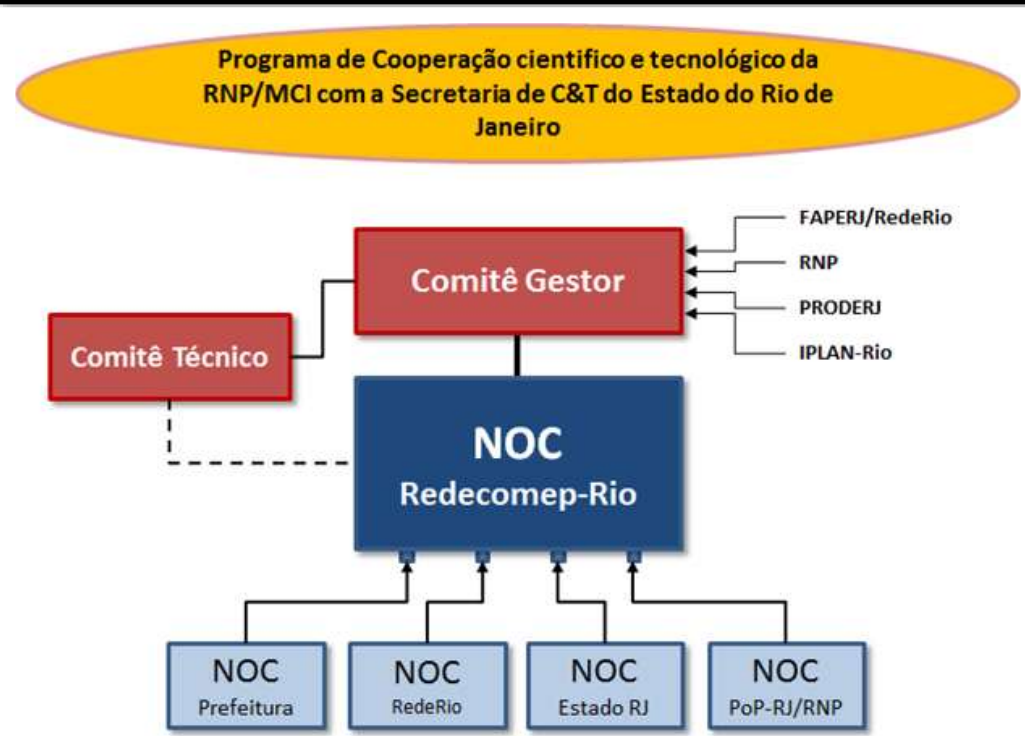 Programa de Cooperação cientifico e tecnológico da
RNP/MCI com a Secretaria de C&T do Estado do Rio de
Janeiro
FAPERJ/RedeRio
RNP
PRODERJ
IPLAN-Rio
Comitê Gestor
Comitê Técnico
NOC
Redecomep-Rio
NOC
Prefeitura
NOC
RedeRio
NOC
Estado RJ
NOC
PoP-RJ/RNP